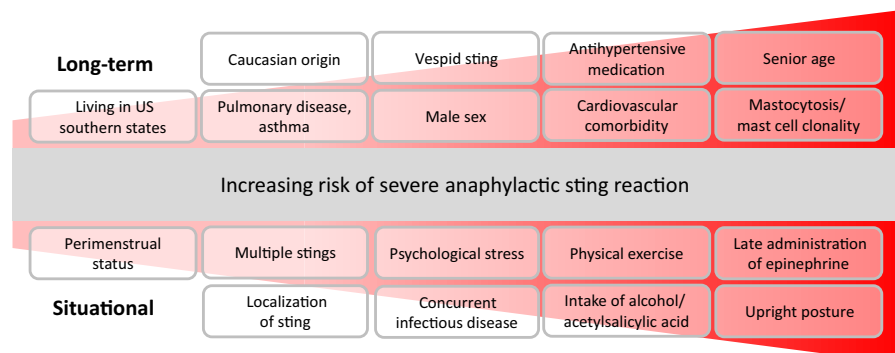 Long-term
Caucasian origin
Vespid sting
Antihypertensive
medication
Senior age
Living in US
southern states
Pulmonary disease,
asthma
Male sex
Cardiovascular
comorbidity
Mastocytosis/
mast cell clonality
Increasing risk of severe anaphylactic sting reaction
Perimenstrual
status
Multiple stings
Psychological stress
Physical exercise
Late administration
of epinephrine
Situational
Localization
of sting
Concurrent
infectious disease
Intake of alcohol/
acetylsalicylic acid
Upright posture